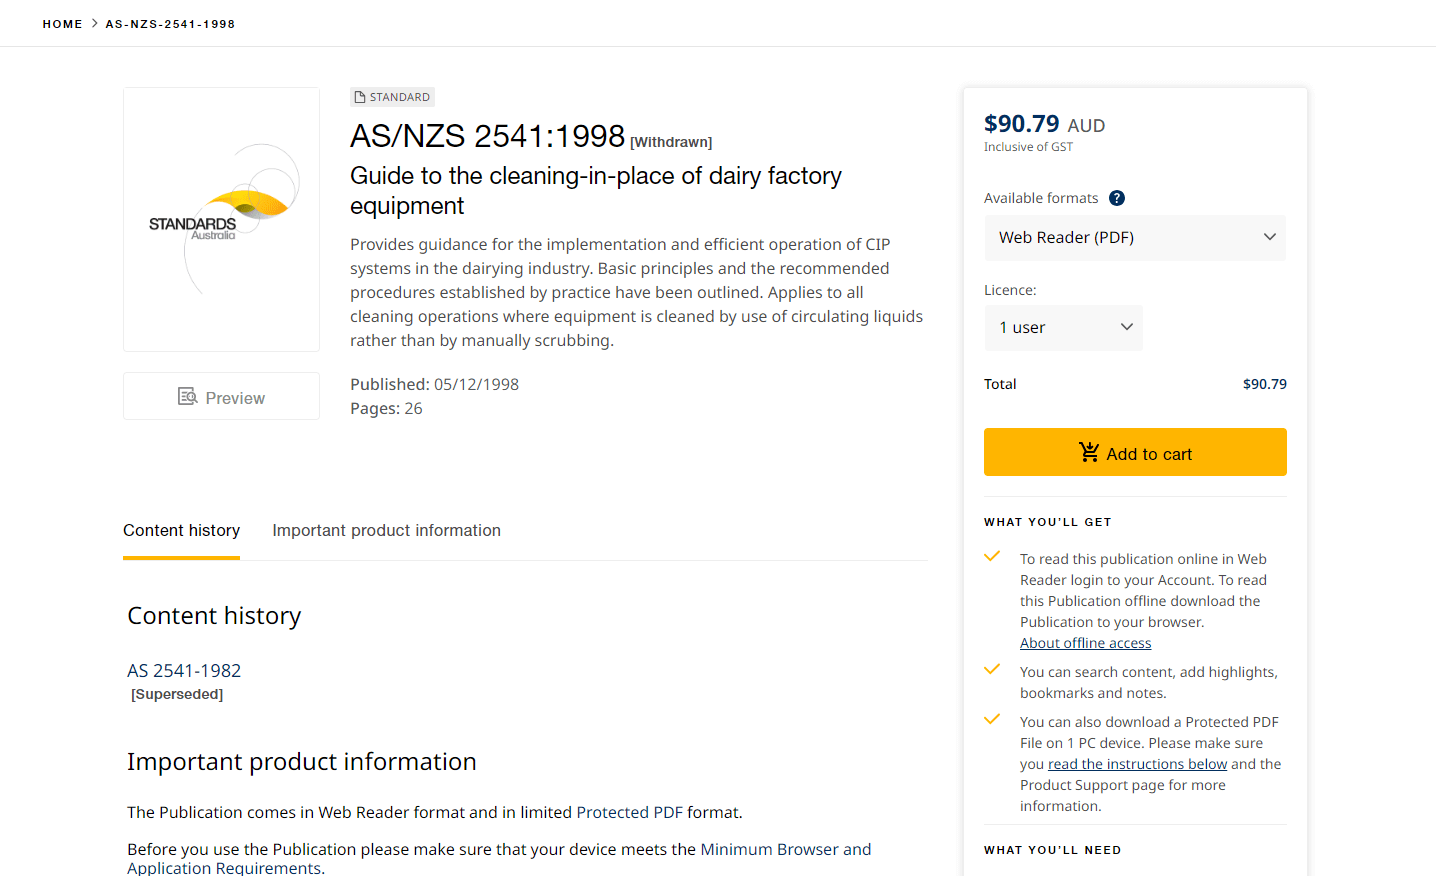 HOME > AS-NZS-2541-1998
STANDARDS
Australia
Preview
STANDARD
AS/NZS 2541:1998 [Withdrawn]
Guide to the cleaning-in-place of dairy factory
equipment
Provides guidance for the implementation and efficient operation of CIP
systems in the dairying industry. Basic principles and the recommended
procedures established by practice have been outlined. Applies to all
cleaning operations where equipment is cleaned by use of circulating liquids
rather than by manually scrubbing.
Published: 05/12/1998
Pages: 26
Content history
Important product information
Content history
AS 2541-1982
[Superseded]
Important product information
The Publication comes in Web Reader format and in limited Protected PDF format.
Before you use the Publication please make sure that your device meets the Minimum Browser and
Application Requirements.
$90.79 AUD
Inclusive of GST
Available formats ?
Web Reader (PDF)
Licence:
1 user
Total $90.79
Add to cart
WHAT YOU'LL GET
To read this publication online in Web
Reader login to your Account. To read
this Publication offline download the
Publication to your browser.
About offline access
You can search content, add highlights,
bookmarks and notes.
You can also download a Protected PDF
File on 1 PC device. Please make sure
you read the instructions below and the
Product Support page for more
information.
WHAT YOU'LL NEED